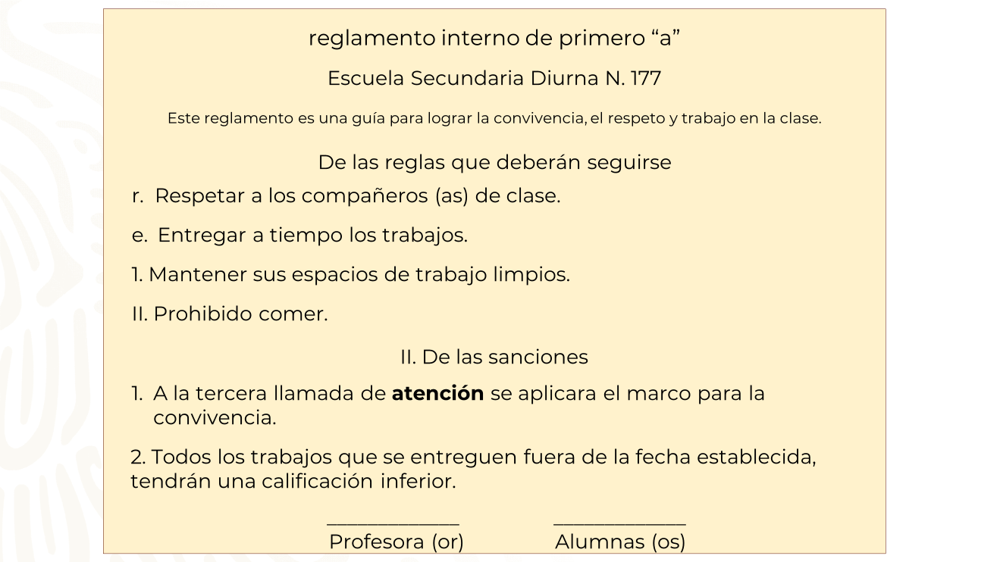 reglamento interno de primero “a”
Escuela Secundaria Diurna N. 177
Este reglamento es una guía para lograr la convivencia, el respeto y trabajo en la clase.
De las reglas que deberán seguirse
r. Respetar a los compañeros (as) de clase.
e. Entregar a tiempo los trabajos.
1. Mantener sus espacios de trabajo limpios.
II. Prohibido comer.
II. De las sanciones
1. A la tercera llamada de atención se aplicara el marco para la
convivencia.
2. Todos los trabajos que se entreguen fuera de la fecha establecida,
tendrán una calificación inferior.
_____________ _____________
Profesora (or) Alumnas (os)